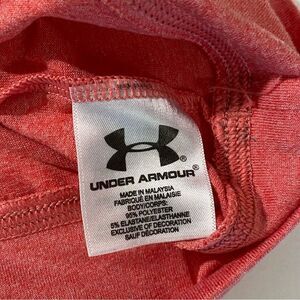 ®
UNDER ARMOUR®
MADE IN MALAYSIA
FABRIQUÉ EN MALAISIE
BODY/CORPS:
95% POLYESTER
5% ELASTANE/ELASTHANNE
EXCLUSIVE OF DECORATION
SAUF DÉCORATION